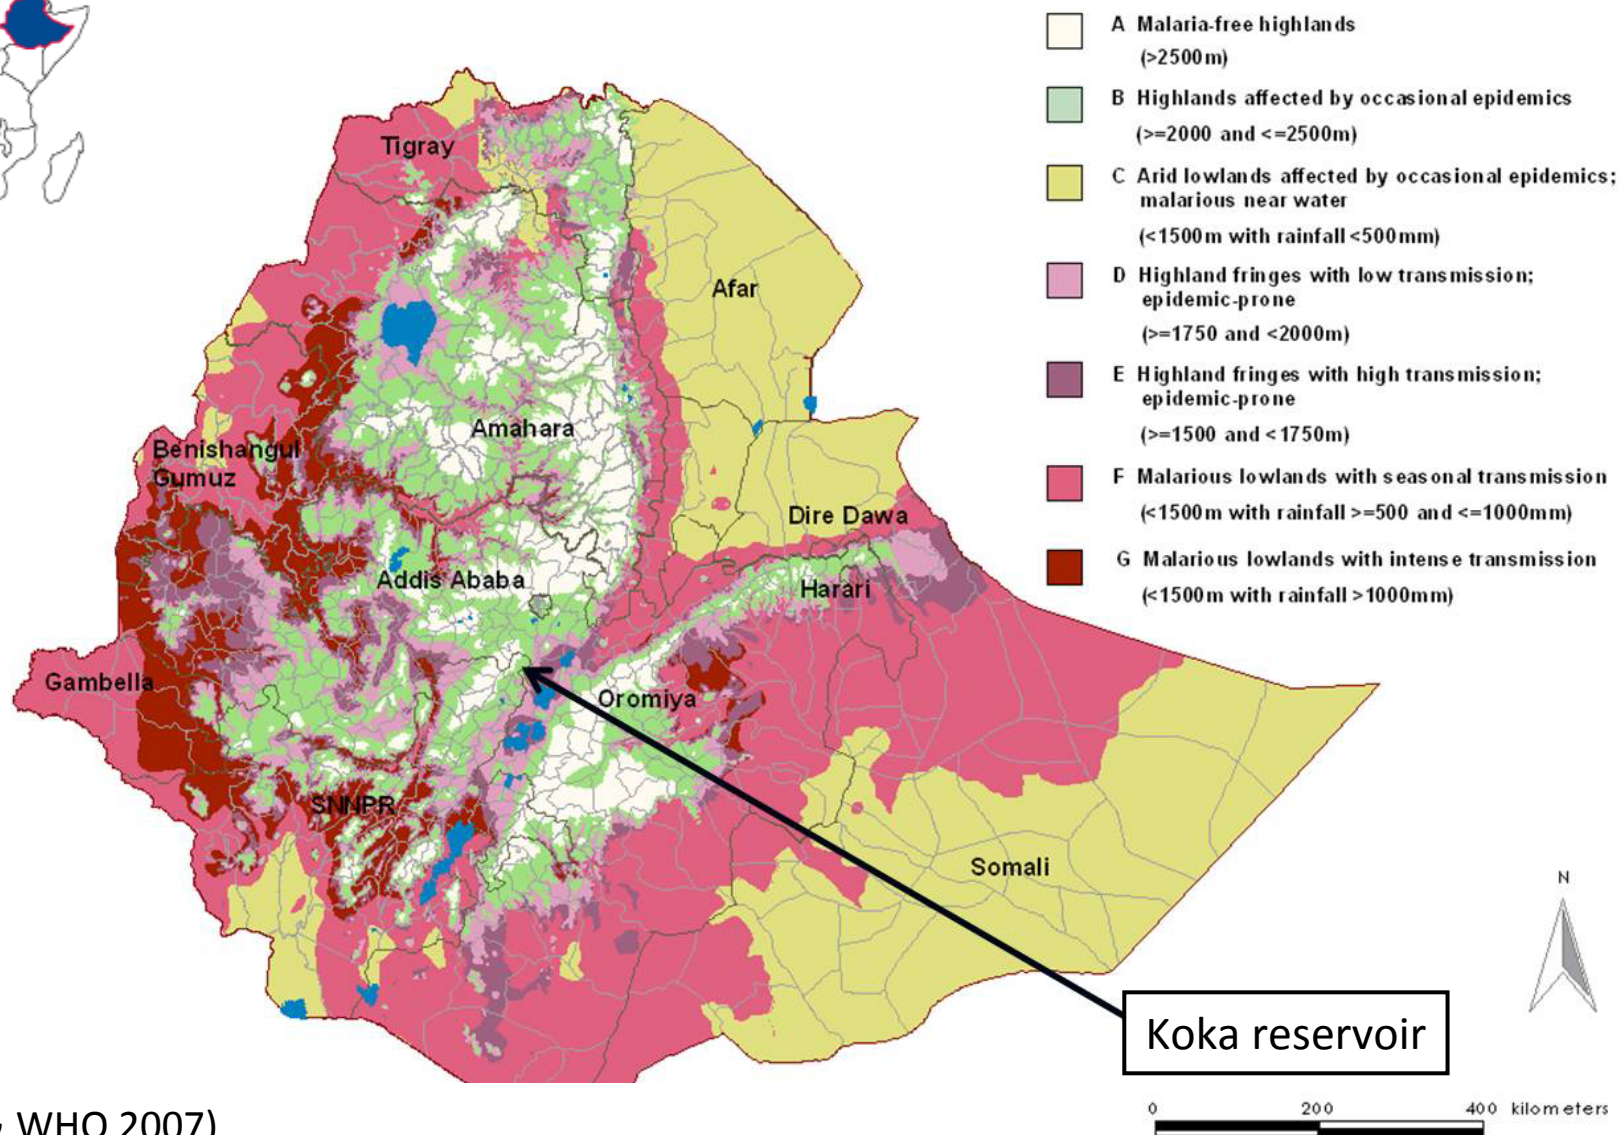 A Malaria-free highlands
(>2500m)
B Highlands affected by occasional epidemics
(>=2000 and <=2500m)
C Arid lowlands affected by occasional epidemics;
malarious near water
(<1500m with rainfall <500mm)
D Highland fringes with low transmission;
epidemic-prone
(>=1750 and <2000m)
E Highland fringes with high transmission;
epidemic-prone
(>=1500 and <1750m)
F Malarious lowlands with seasonal transmission
(<1500m with rainfall >=500 and <=1000mm)
G Malarious lowlands with intense transmission
(<1500m with rainfall >1000mm)
Tigray
Afar
Amahara
Benishangul
Gumuz
Dire Dawa
Addis Ababa
Harari
Gambella
Oromiya
SNNPR
Somali
N
Koka reservoir
0 200 400 kilometers
, WHO 2007)